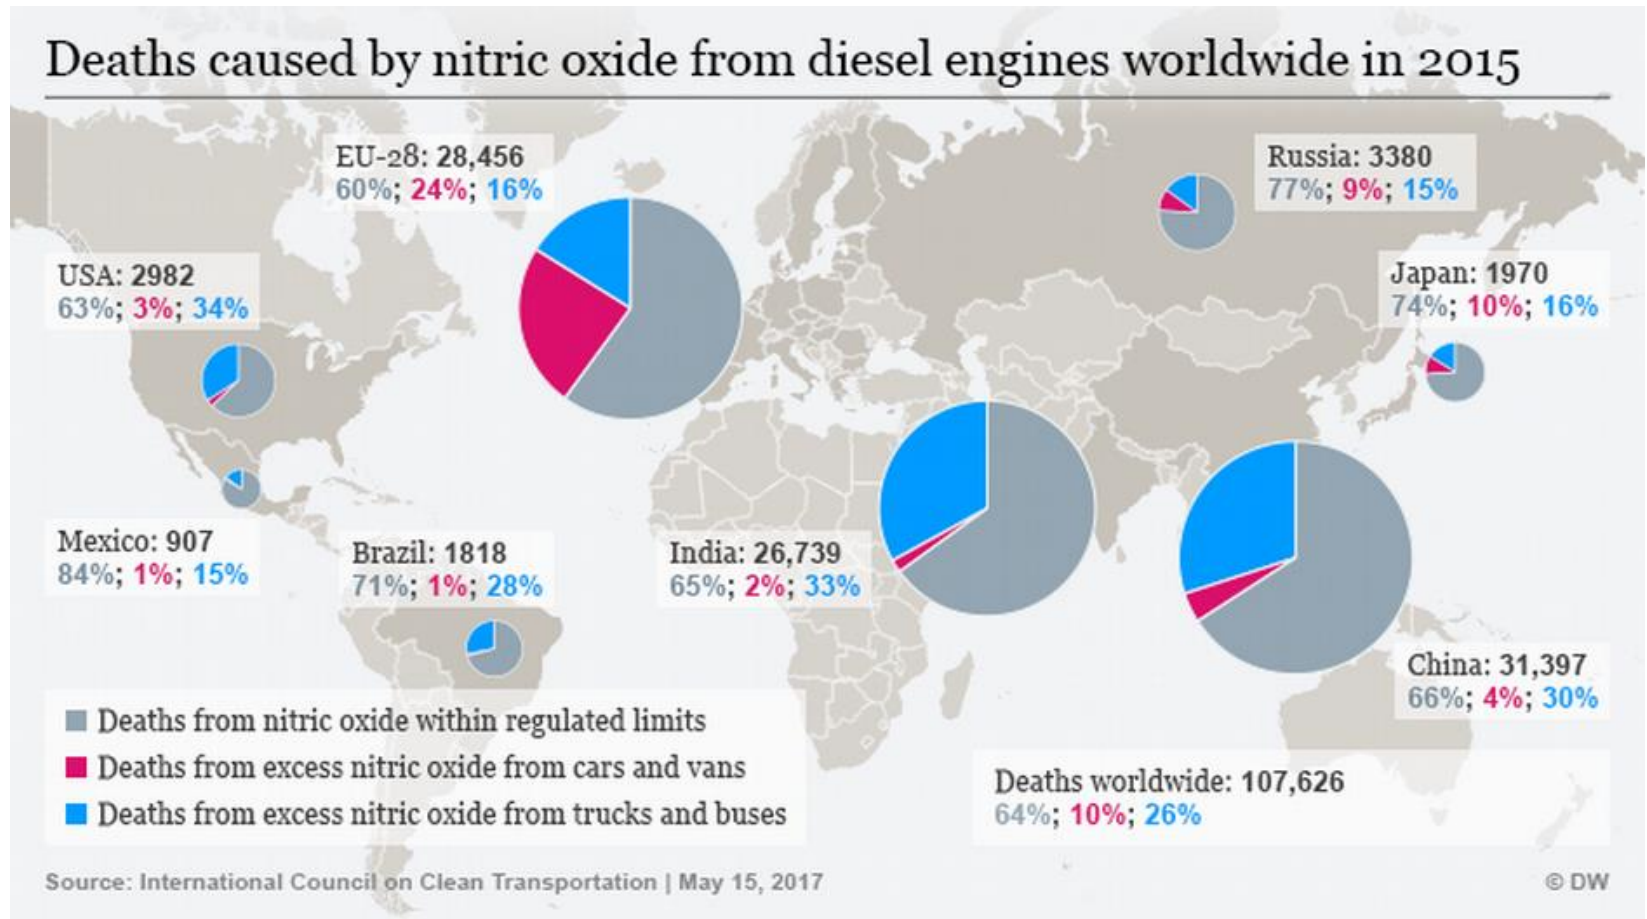 Deaths caused by nitric oxide from diesel engines worldwide in 2015
EU-28: 28,456
60%; 24%; 16%
Russia: 3380
77%; 9%; 15%
USA: 2982
63%; 3%; 34%
Japan: 1970
74%; 10%; 16%
Mexico: 907
84%; 1%; 15%
Brazil: 1818
71%; 1%; 28%
India: 26,739
65%; 2%; 33%
China: 31,397
66%; 4%; 30%
Deaths from nitric oxide within regulated limits
Deaths from excess nitric oxide from cars and vans
Deaths from excess nitric oxide from trucks and buses
Deaths worldwide: 107,626
64%; 10%; 26%
Source: International Council on Clean Transportation | May 15, 2017
© DW